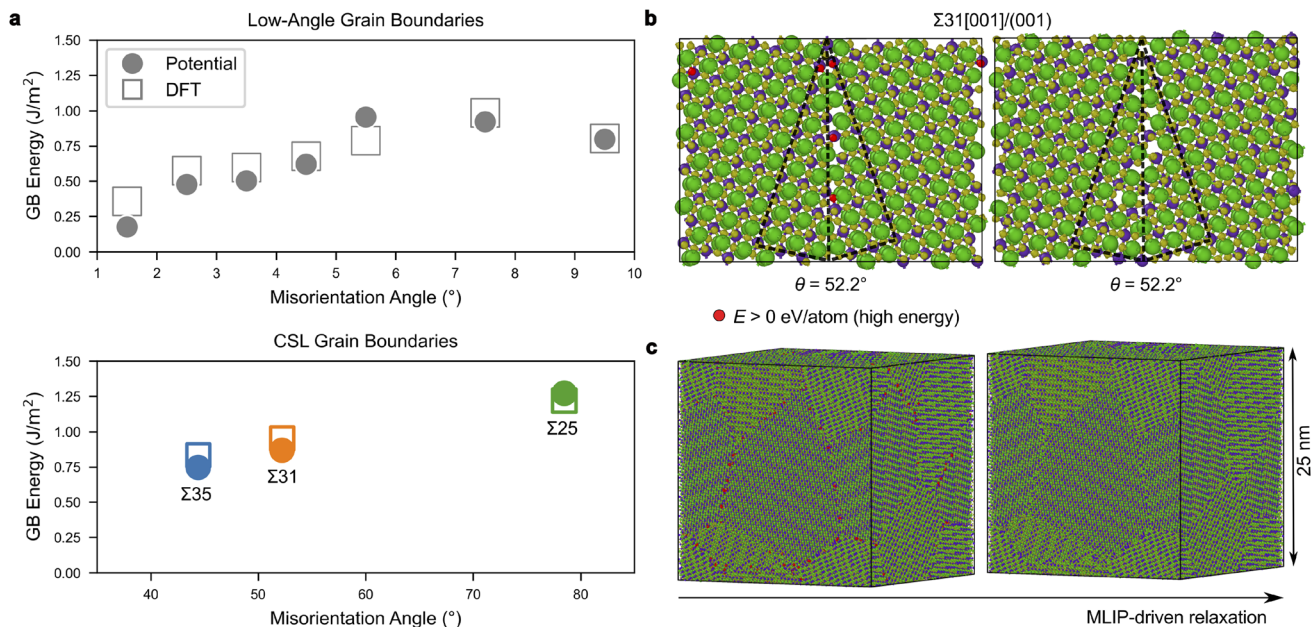 a
Low-Angle Grain Boundaries
1.50
1.25
1.00
0.75
0.50
0.25
0.00
GB Energy (J/m²)
Potential
DFT
1 2 3 4 5 6 7 8 9 10
Misorientation Angle (°)
CSL Grain Boundaries
1.50
1.25
1.00
0.75
0.50
0.25
0.00
GB Energy (J/m²)
Σ35
Σ31
Σ25
40 50 60 70 80
Misorientation Angle (°)
b
Σ31[001]/(001)
θ = 52.2°
θ = 52.2°
E > 0 eV/atom (high energy)
c
25 nm
MLIP-driven relaxation